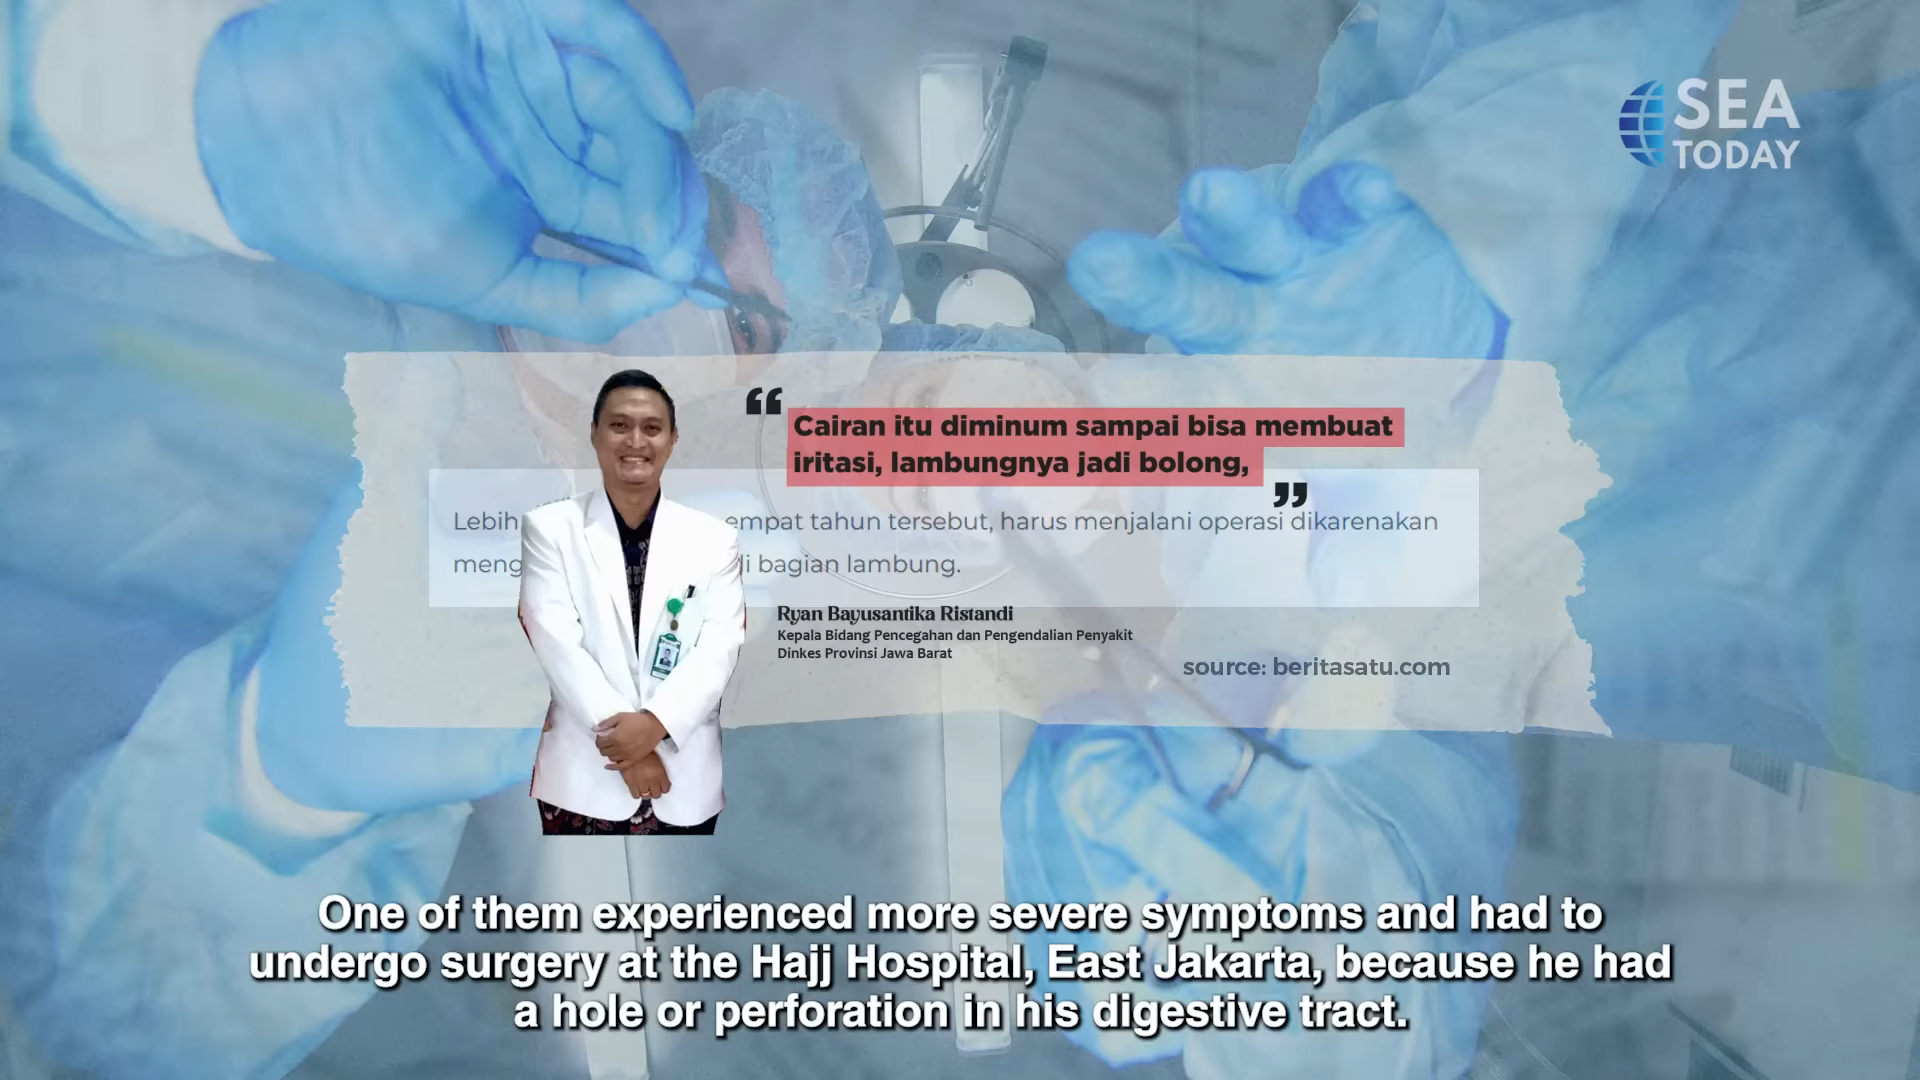 SEA
TODAY
“
Cairan itu diminum sampai bisa membuat
iritasi, lambungnya jadi bolong,
”
Lebih empat tahun tersebut, harus menjalani operasi dikarenakan
bagian lambung.
Ryan Bayusantika Ristandi
Kepala Bidang Pencegahan dan Pengendalian Penyakit
Dinkes Provinsi Jawa Barat
source: beritasatu.com
One of them experienced more severe symptoms and had to
undergo surgery at the Hajj Hospital, East Jakarta, because he had
a hole or perforation in his digestive tract.